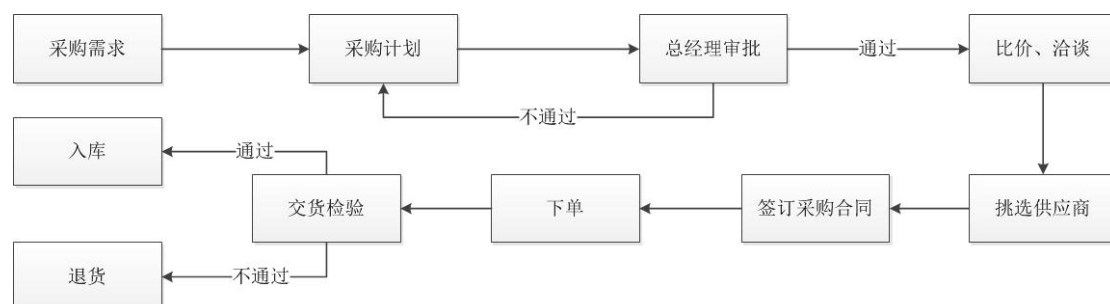 采购需求
采购计划
总经理审批
通过
比价、洽谈
不通过
入库
通过
交货检验
下单
签订采购合同
挑选供应商
退货
不通过